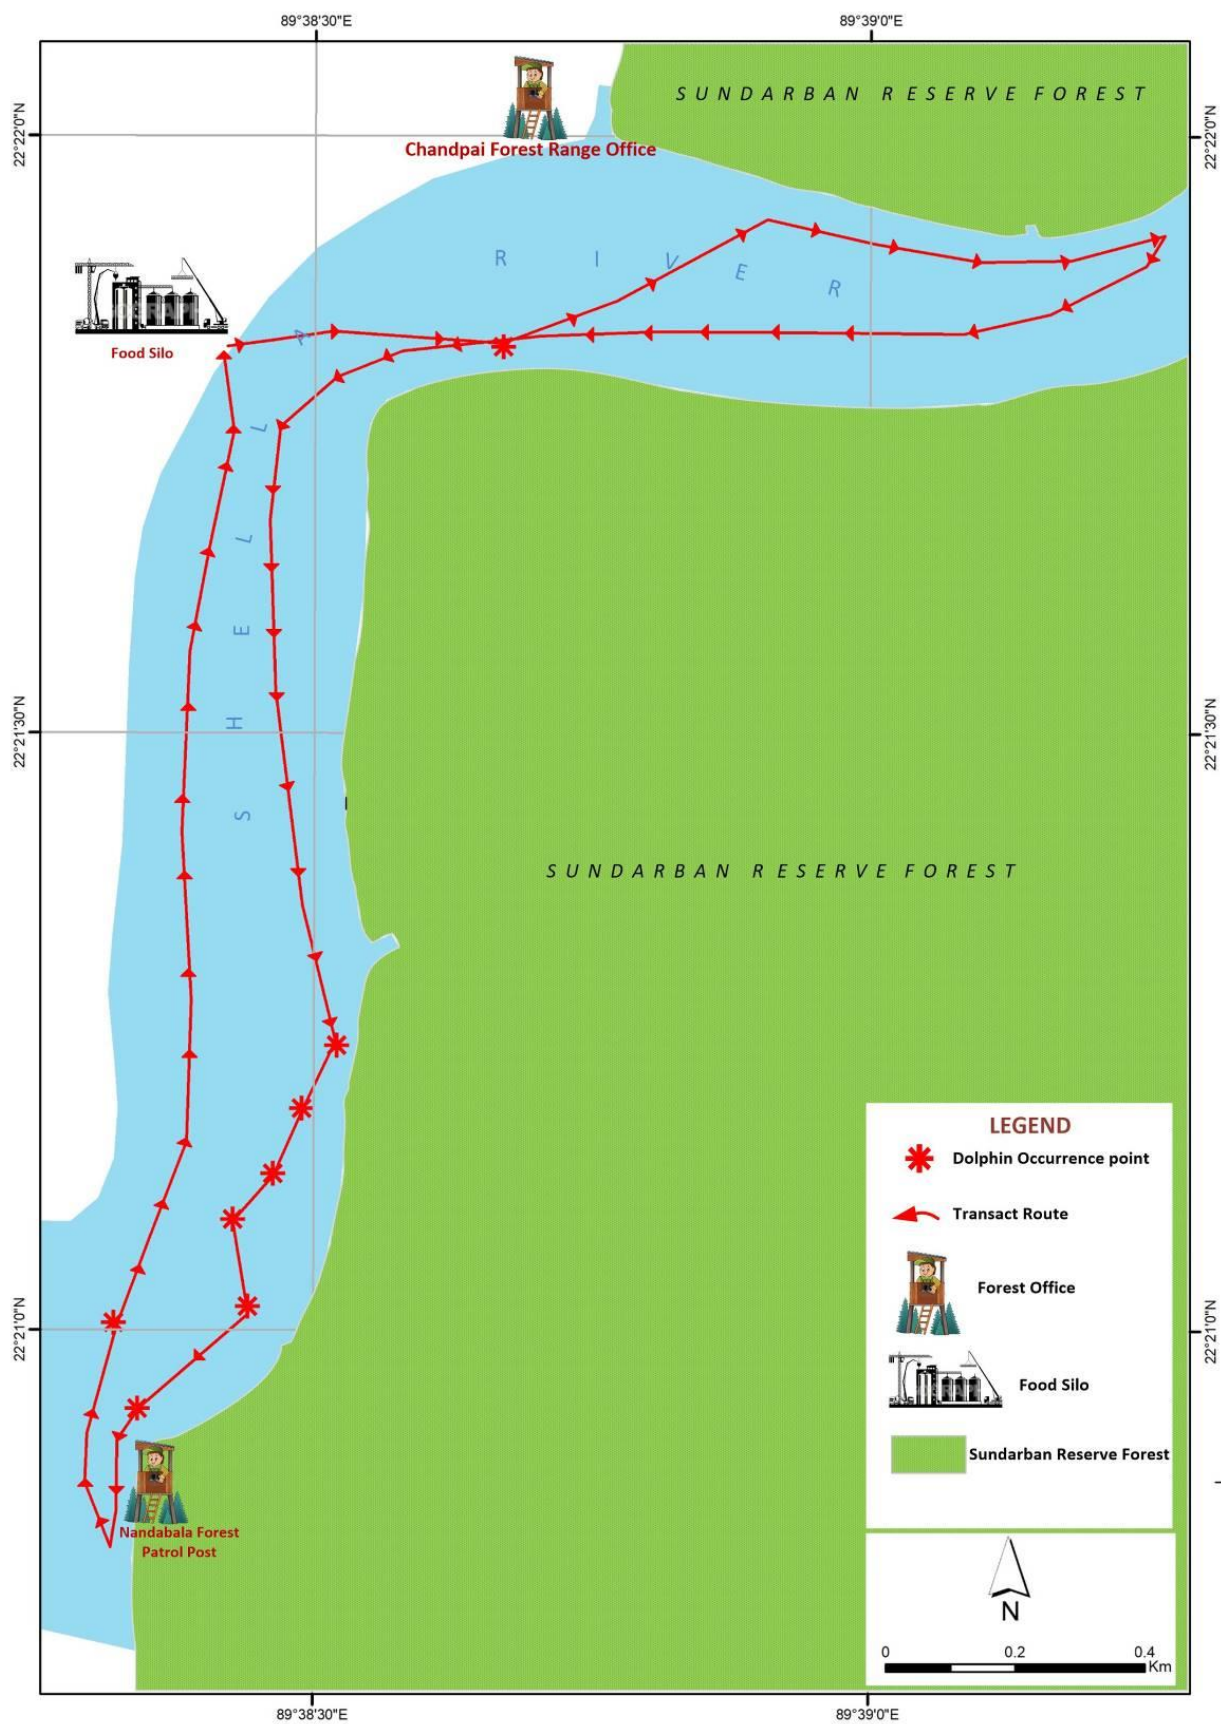 89°38'30"E
89°39'0"E
SUNDARBAN RESERVE FOREST
22°22'0"N
22°22'0"N
Chandpai Forest Range Office
RIVER
Food Silo
SHELLA
22°21'30"N
22°21'30"N
SUNDARBAN RESERVE FOREST
LEGEND
Dolphin Occurrence point
Transact Route
Forest Office
Food Silo
Sundarban Reserve Forest
22°21'0"N
22°21'0"N
Nandabala Forest
Patrol Post
N
0 0.2 0.4
Km
89°38'30"E
89°39'0"E